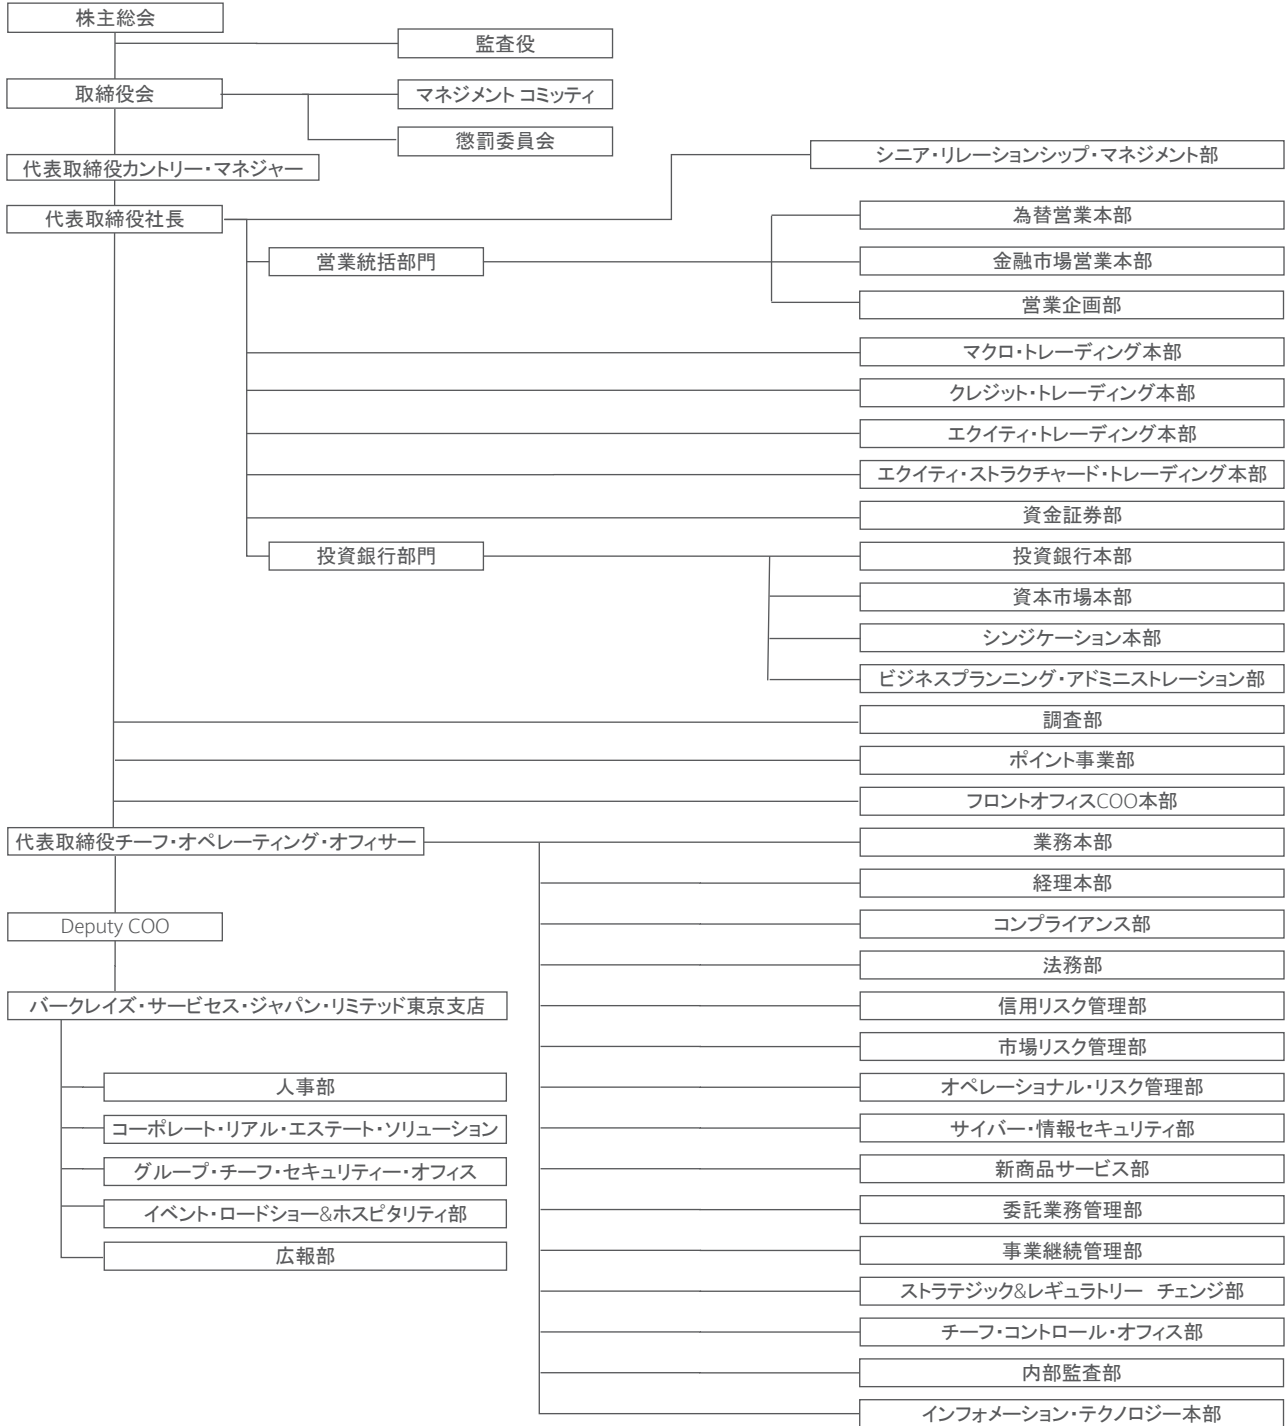 株主総会
監査役
取締役会
マネジメント コミッティ
懲罰委員会
代表取締役カントリー・マネジャー
シニア・リレーションシップ・マネジメント部
代表取締役社長
為替営業本部
営業統括部門
金融市場営業本部
営業企画部
マクロ・トレーディング本部
クレジット・トレーディング本部
エクイティ・トレーディング本部
エクイティ・ストラクチャード・トレーディング本部
資金証券部
投資銀行部門
投資銀行本部
資本市場本部
シンジケーション本部
ビジネスプランニング・アドミニストレーション部
調査部
ポイント事業部
フロントオフィスCOO本部
代表取締役チーフ・オペレーティング・オフィサー
業務本部
経理本部
Deputy COO
コンプライアンス部
法務部
バークレイズ・サービセス・ジャパン・リミテッド東京支店
信用リスク管理部
市場リスク管理部
人事部
オペレーショナル・リスク管理部
コーポレート・リアル・エステート・ソリューション
サイバー・情報セキュリティ部
グループ・チーフ・セキュリティー・オフィス
新商品サービス部
イベント・ロードショー&ホスピタリティ部
委託業務管理部
広報部
事業継続管理部
ストラテジック&レギュラトリー　チェンジ部
チーフ・コントロール・オフィス部
内部監査部
インフォメーション・テクノロジー本部